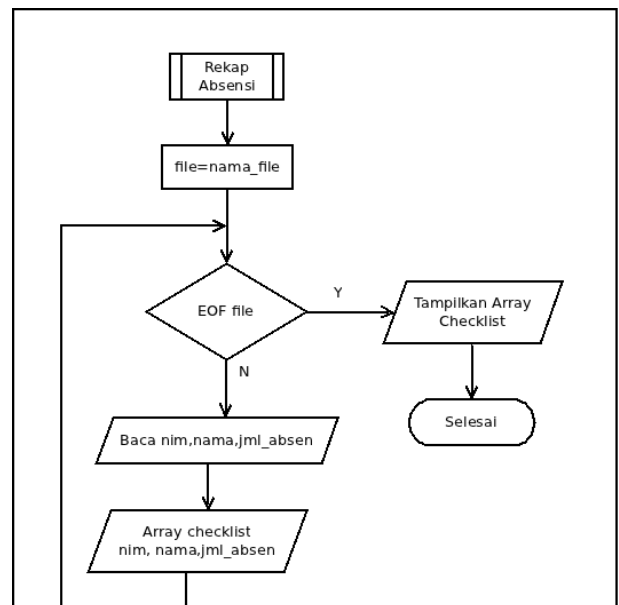 Rekap
Absensi
file=nama_file
EOF file
Y
Tampilkan Array
Checklist
N
Selesai
Baca nim,nama,jml_absen
Array checklist
nim, nama,jml_absen